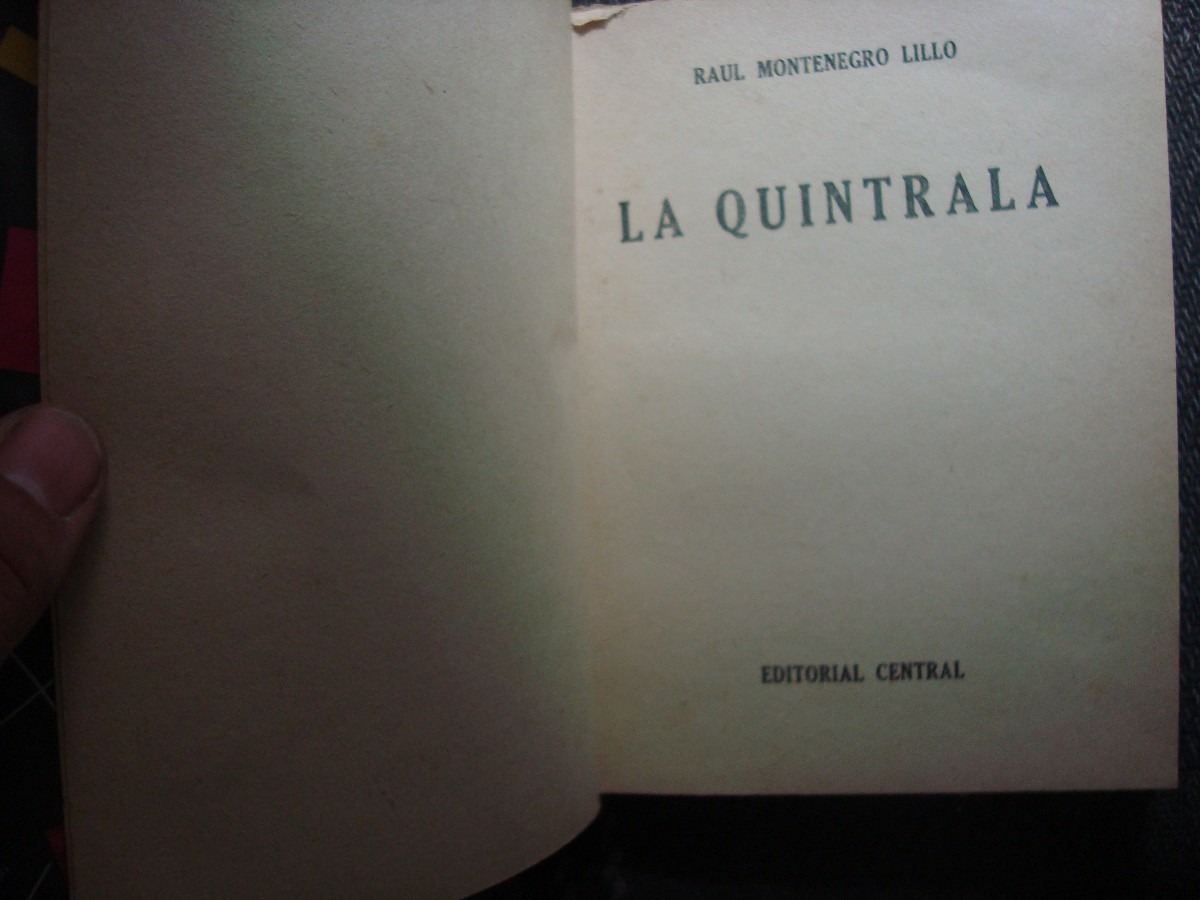 RAUL MONTENEGRO LILLO
LA QUINTRALA
EDITORIAL CENTRAL